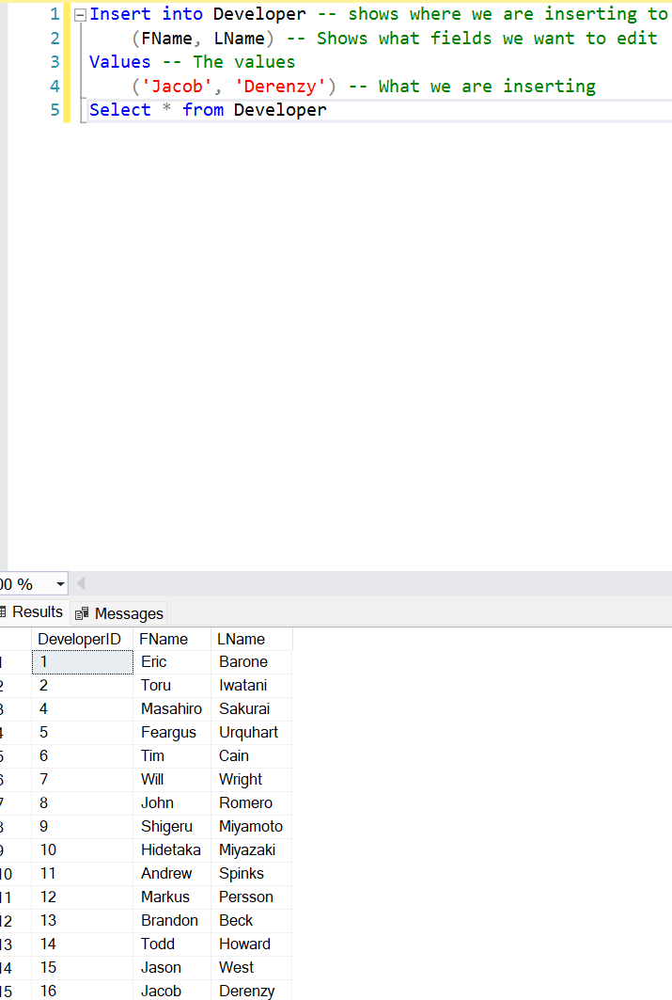 1 Insert into Developer -- shows where we are inserting to
2 (FName, LName) -- Shows what fields we want to edit
3 Values -- The values
4 ('Jacob', 'Derenzy') -- What we are inserting
5 Select * from Developer
00 %
Results Messages
DeveloperID FName LName
1 1 Eric Barone
2 2 Toru Iwatani
3 4 Masahiro Sakurai
4 5 Feargus Urquhart
5 6 Tim Cain
6 7 Will Wright
7 8 John Romero
8 9 Shigeru Miyamoto
9 10 Hidetaka Miyazaki
10 11 Andrew Spinks
11 12 Markus Persson
12 13 Brandon Beck
13 14 Todd Howard
14 15 Jason West
15 16 Jacob Derenzy